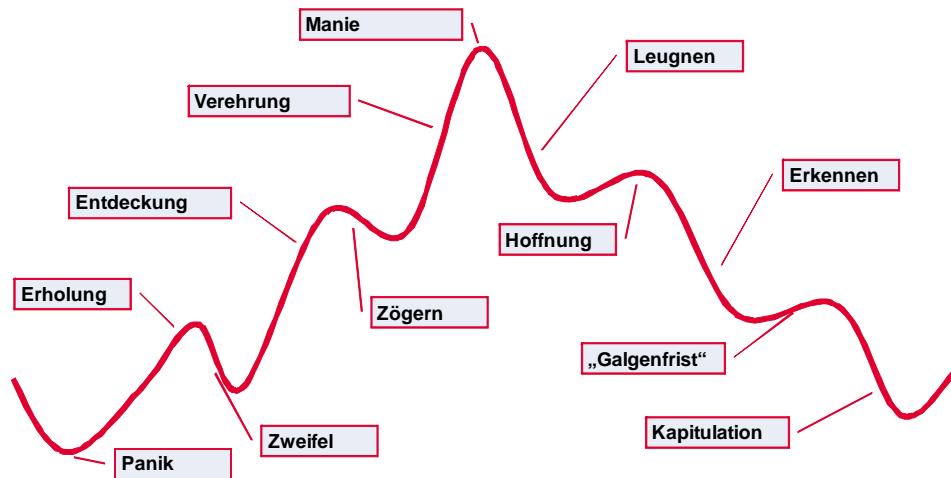 Manie
Leugnen
Verehrung
Erkennen
Entdeckung
Hoffnung
Erholung
Zögern
„Galgenfrist“
Zweifel
Kapitulation
Panik